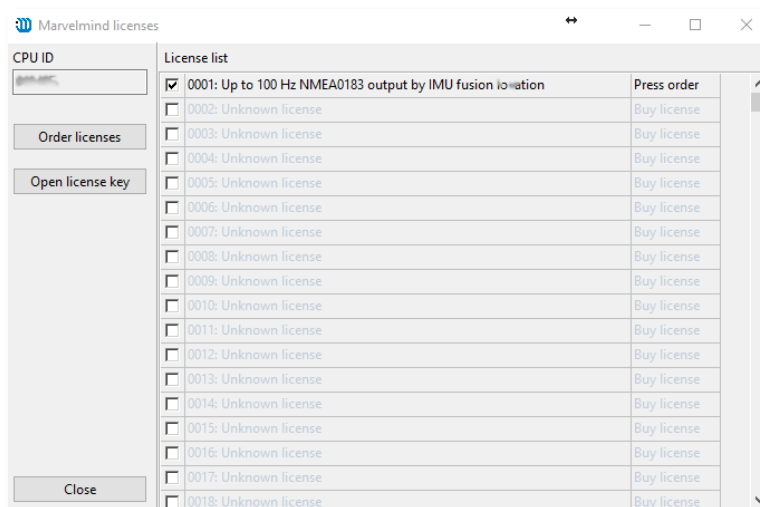 Marvelmind licenses
CPU ID
License list
0001: Up to 100 Hz NMEA0183 output by IMU fusion Press order
0002: Unknown license Buy license
0003: Unknown license Buy license
Order licenses
0004: Unknown license Buy license
0005: Unknown license Buy license
Open license key
0006: Unknown license Buy license
0007: Unknown license Buy license
0008: Unknown license Buy license
0009: Unknown license Buy license
0010: Unknown license Buy license
0011: Unknown license Buy license
0012: Unknown license Buy license
0013: Unknown license Buy license
0014: Unknown license Buy license
0015: Unknown license Buy license
0016: Unknown license Buy license
0017: Unknown license Buy license
Close
0018: Unknown license Buy license